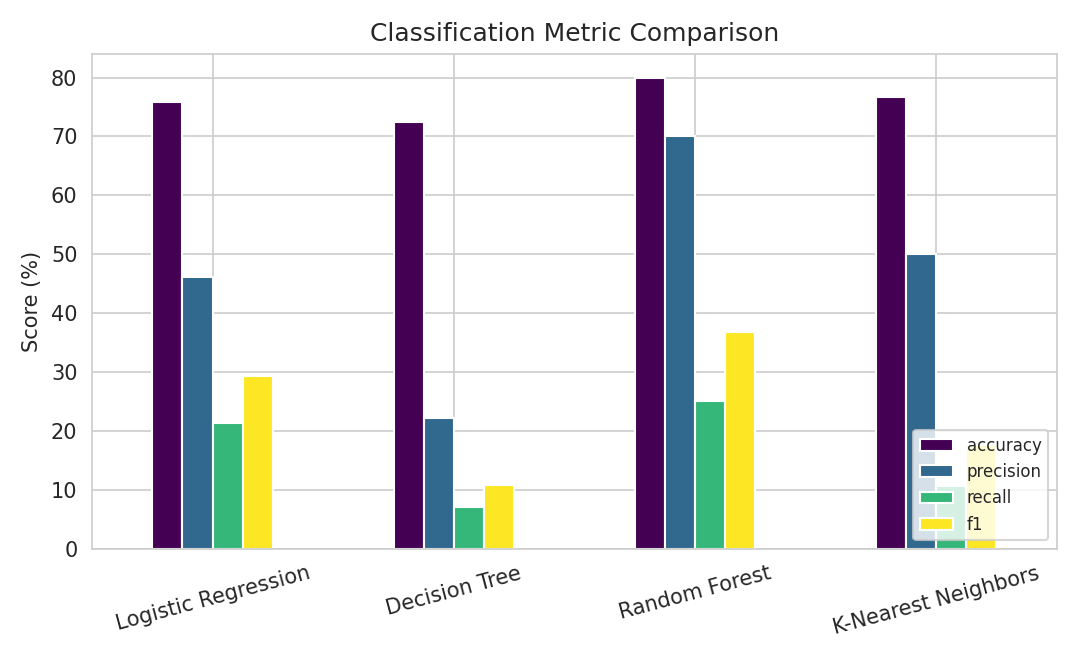 Classification Metric Comparison
Score (%)
80
70
60
50
40
30
20
10
0
accuracy
precision
recall
f1
Logistic Regression
Decision Tree
Random Forest
K-Nearest Neighbors